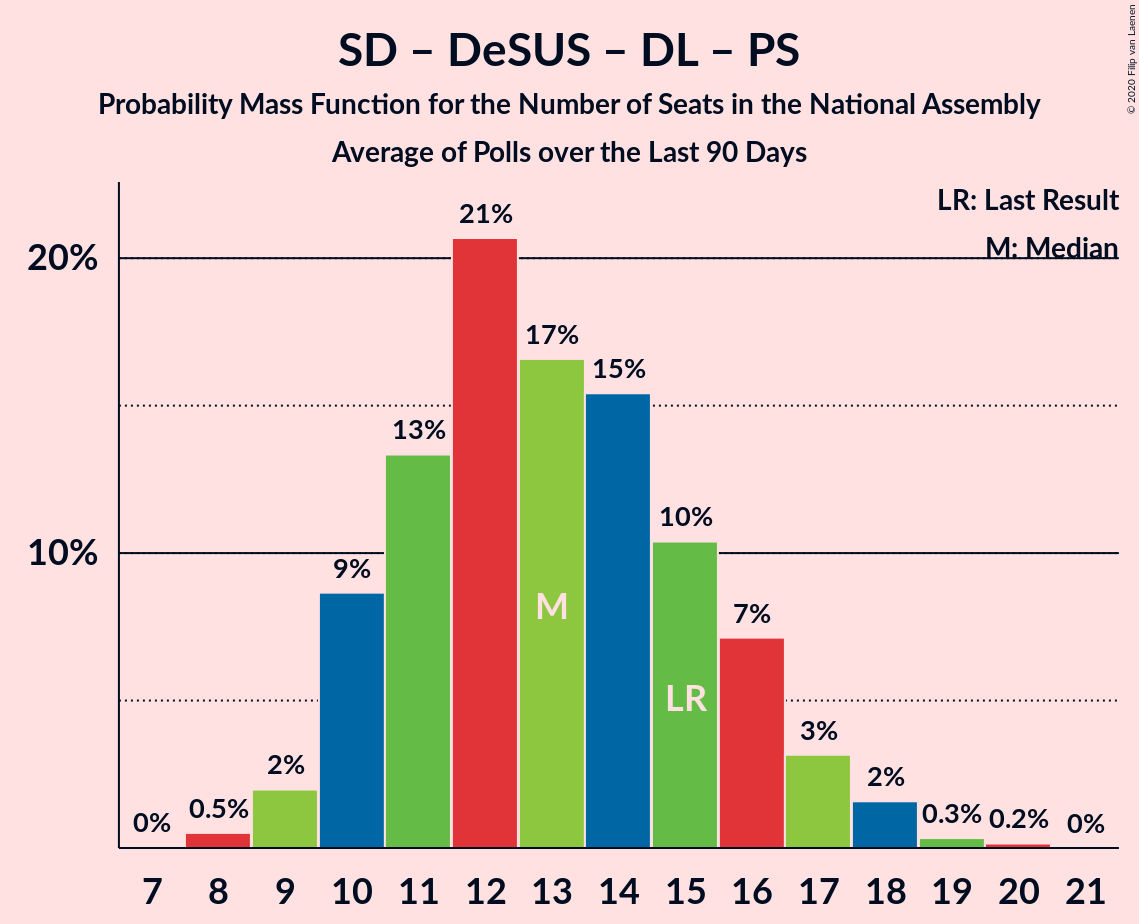 SD – DeSUS – DL – PS
Probability Mass Function for the Number of Seats in the National Assembly
Average of Polls over the Last 90 Days
© 2020 Filip van Laenen
LR: Last Result
M: Median
20%
10%
0%
0.5%
2%
9%
13%
21%
17%
15%
10%
7%
3%
2%
0.3%
0.2%
0%
M
LR
7 8 9 10 11 12 13 14 15 16 17 18 19 20 21